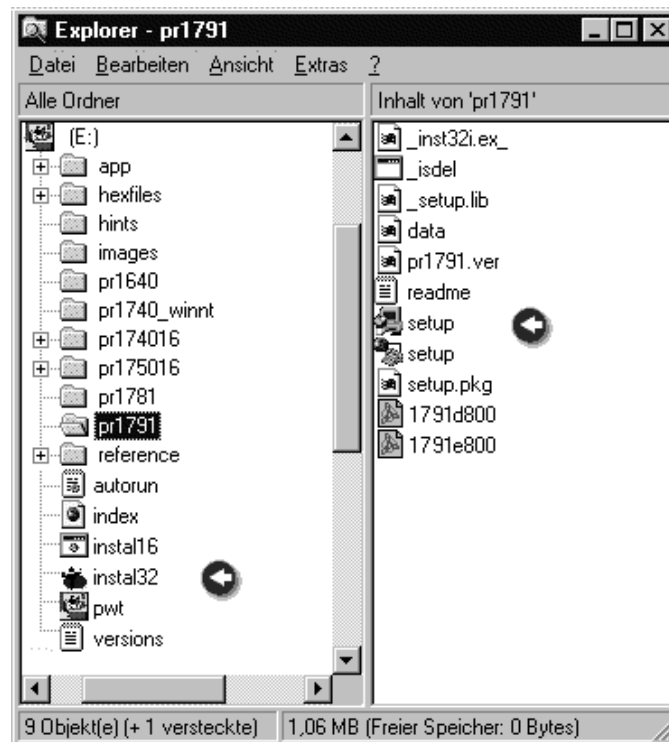 Explorer - pr1791
Datei Bearbeiten Ansicht Extras ?
Alle Ordner
Inhalt von 'pr1791'
(E:)
app
hexfiles
hints
images
pr1640
pr1740_winnt
pr174016
pr175016
pr1781
pr1791
reference
autorun
index
instal16
instal32
pwt
versions
_inst32i.ex_
_isdel
_setup.lib
data
pr1791.ver
readme
setup
setup
setup.pkg
1791d800
1791e800
9 Objekt(e) (+ 1 versteckte)
1,06 MB (Freier Speicher: 0 Bytes)